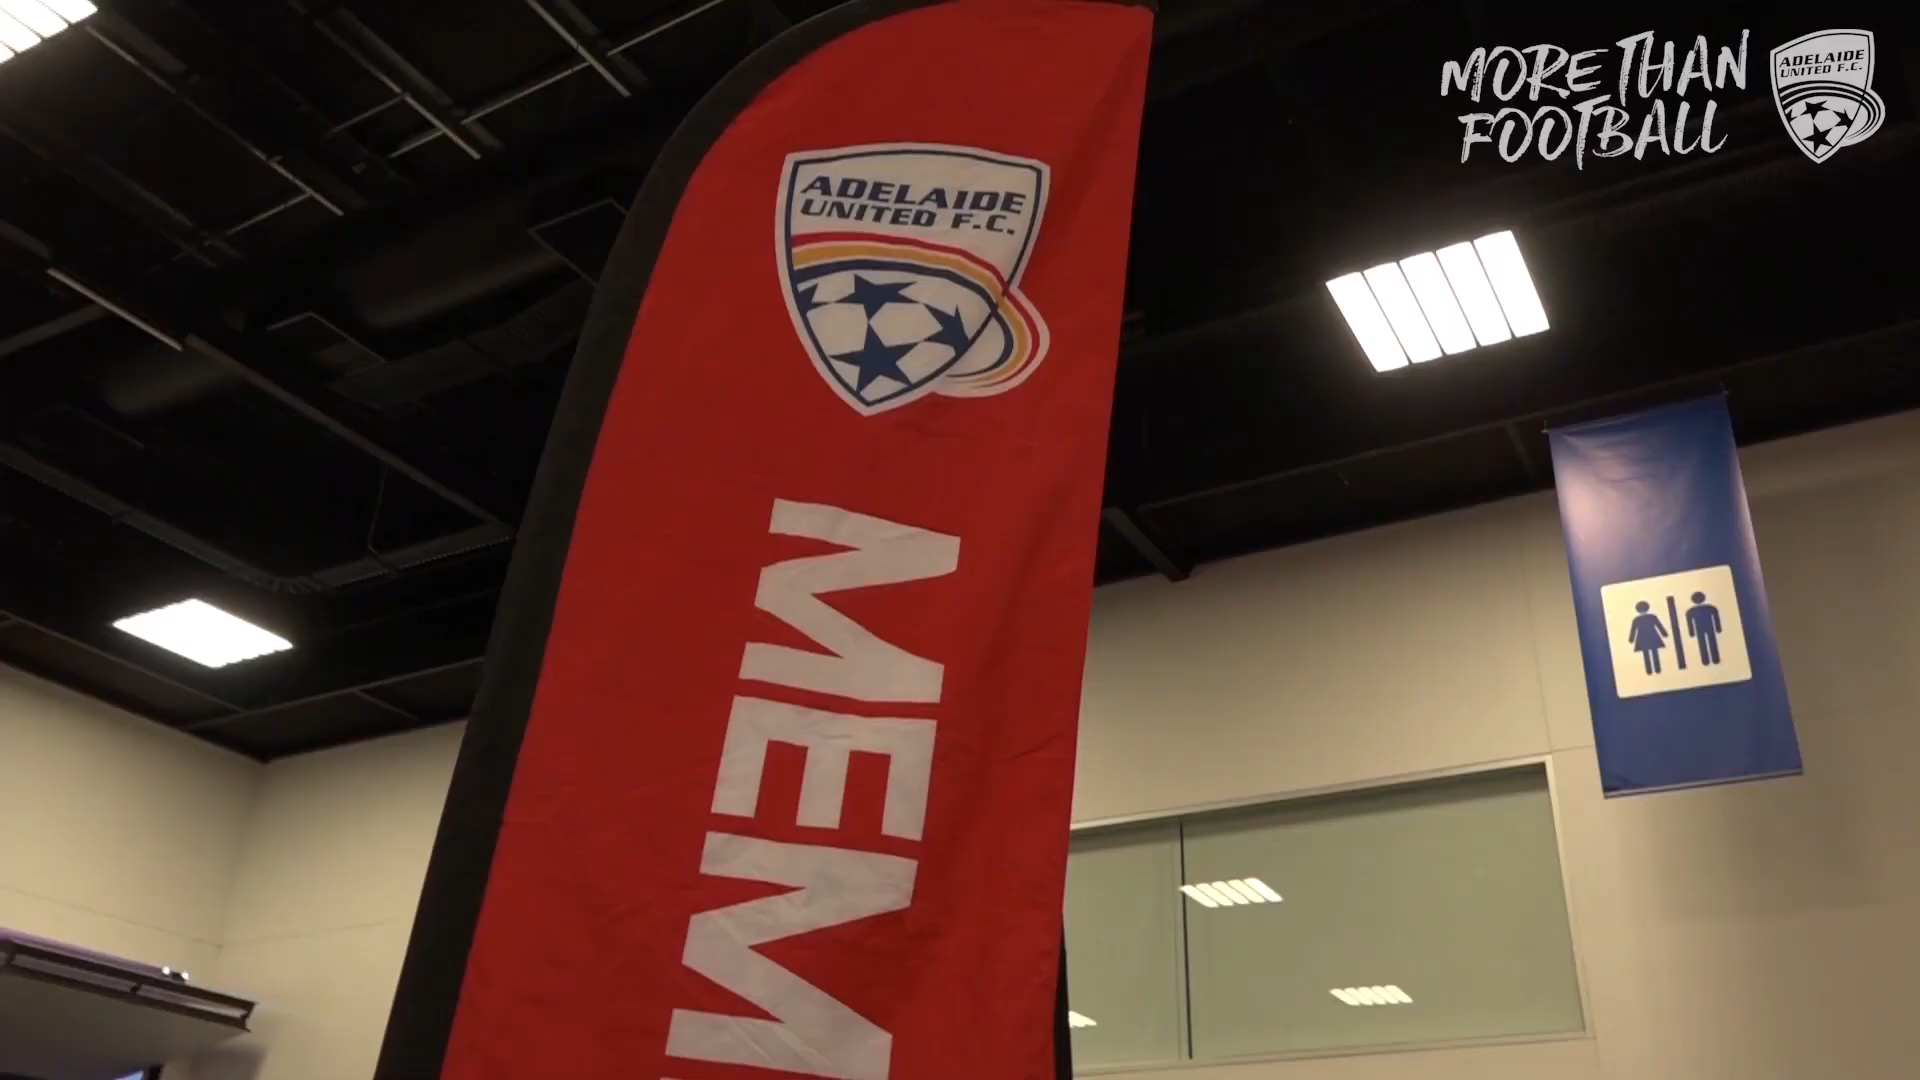 MORE THAN
FOOTBALL
ADELAIDE
UNITED F.C.
ADELAIDE
UNITED F.C.
MEM